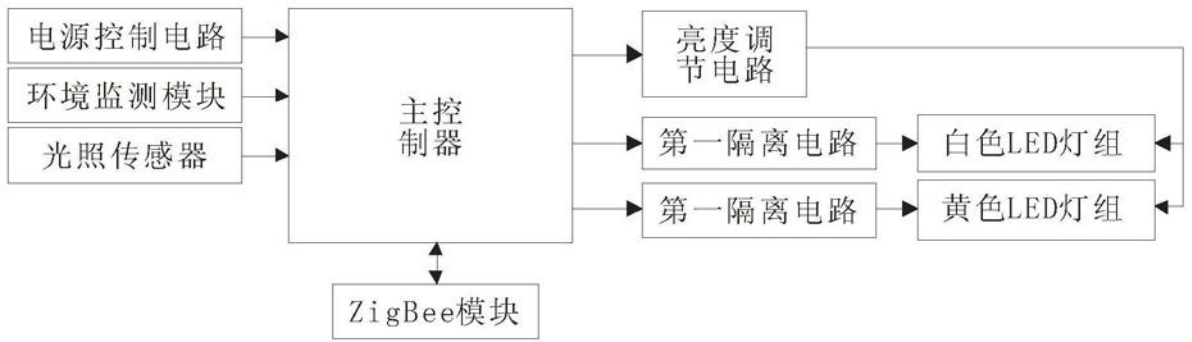 电源控制电路
环境监测模块
光照传感器
主控
制器
ZigBee模块
亮度调
节电路
第一隔离电路
白色LED灯组
第一隔离电路
黄色LED灯组